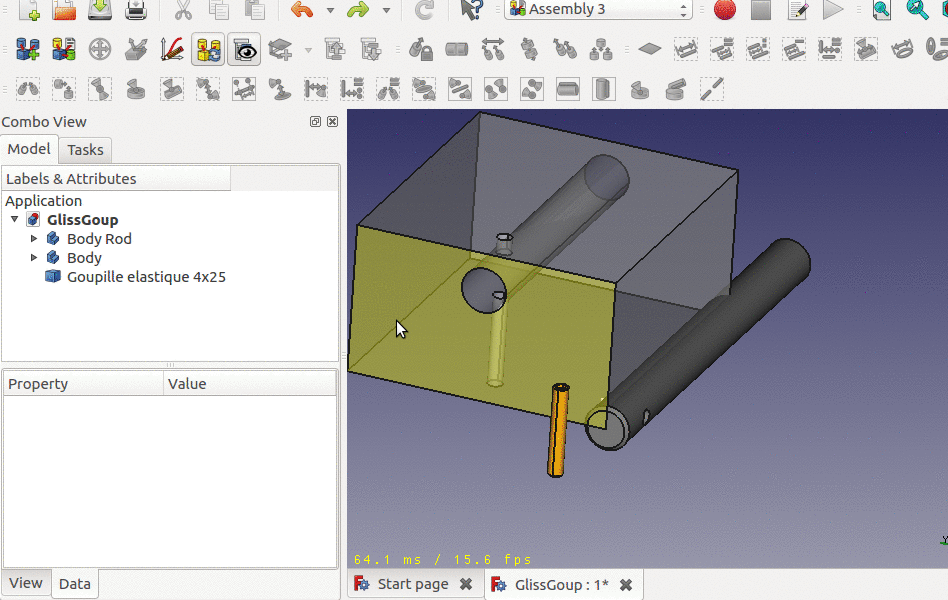 Assembly 3
Combo View
Model Tasks
Labels & Attributes
Application
GlissGoup
Body Rod
Body
Goupille elastique 4x25
Property Value
64.1 ms / 15.6 fps
Y
View Data
Start page GlissGoup : 1*